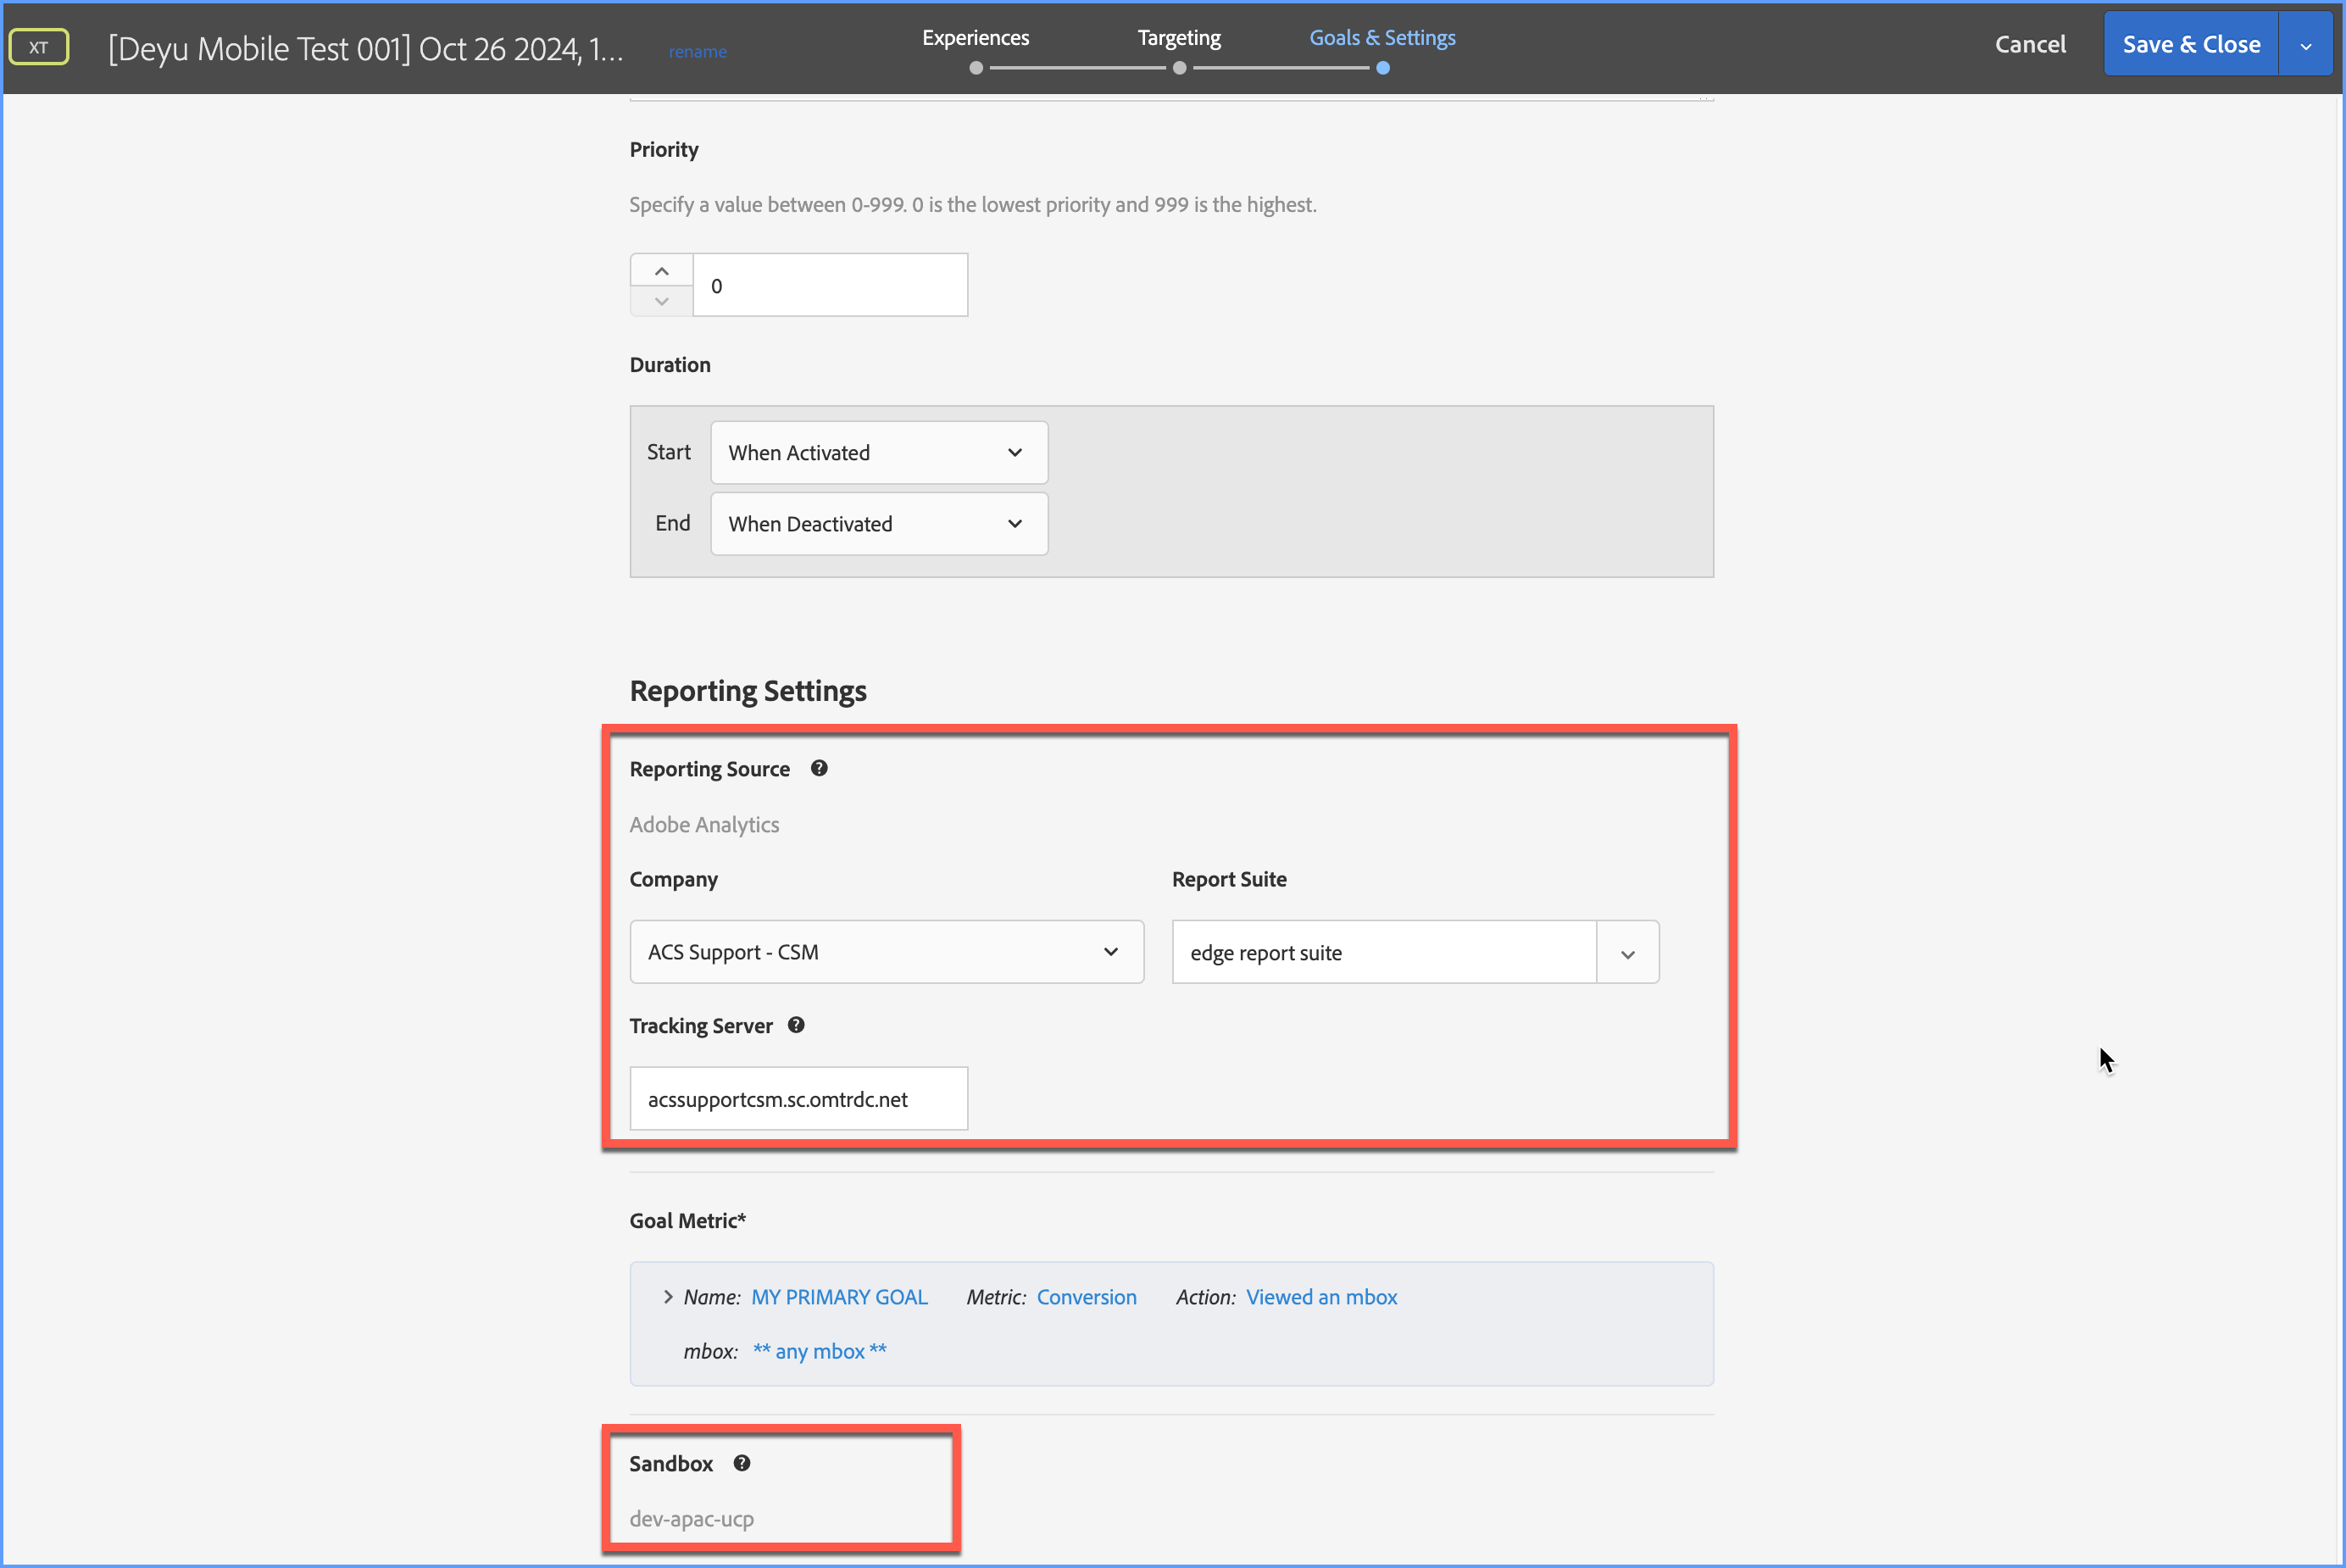 XT
[Deyu Mobile Test 001] Oct 26 2024, 1...
rename
Experiences
Targeting
Goals & Settings
Cancel
Save & Close
Priority
Specify a value between 0-999. 0 is the lowest priority and 999 is the highest.
0
Duration
Start When Activated
End When Deactivated
Reporting Settings
Reporting Source ?
Adobe Analytics
Company Report Suite
ACS Support - CSM edge report suite
Tracking Server ?
acssupportcsm.sc.omtrdc.net
Goal Metric*
Name: MY PRIMARY GOAL Metric: Conversion Action: Viewed an mbox
mbox: ** any mbox **
Sandbox ?
dev-apac-ucp